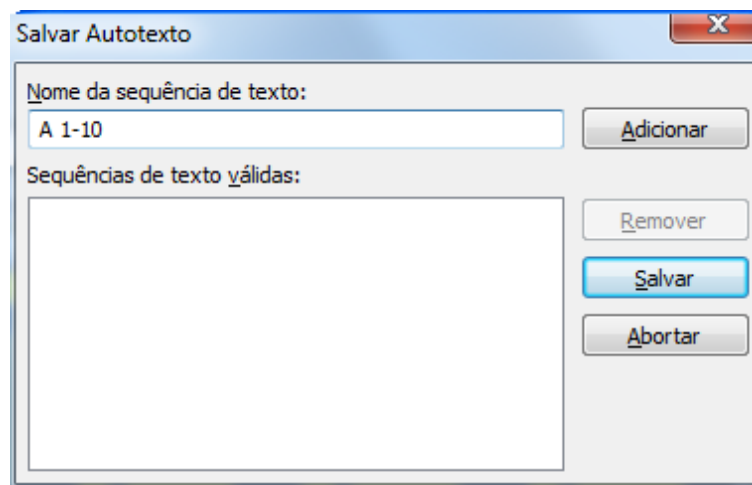 Salvar Autotexto
Nome da sequência de texto:
A 1-10
Adicionar
Sequências de texto válidas:
Remover
Salvar
Abortar